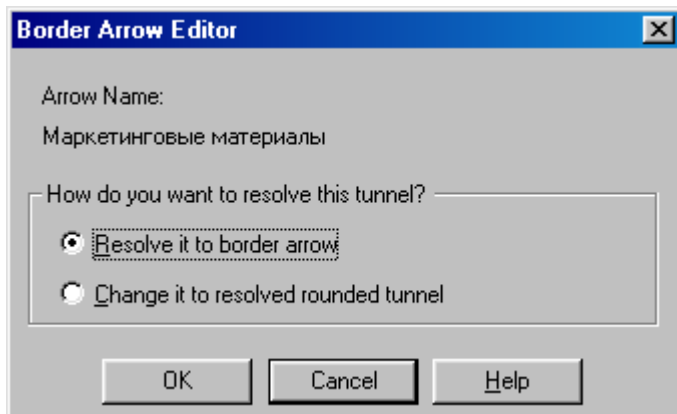 Border Arrow Editor
Arrow Name:
Маркетинговые материалы
How do you want to resolve this tunnel?
Resolve it to border arrow
Change it to resolved rounded tunnel
OK Cancel Help